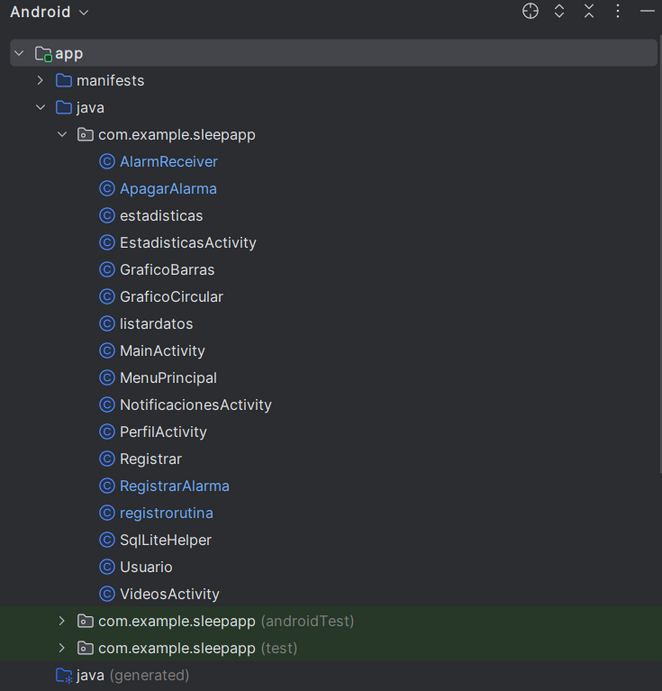 Android
app
manifests
java
com.example.sleepapp
AlarmReceiver
ApagarAlarma
estadisticas
EstadisticasActivity
GraficoBarras
GraficoCircular
listardatos
MainActivity
MenuPrincipal
NotificacionesActivity
PerfilActivity
Registrar
RegistrarAlarma
registrorutina
SqlLiteHelper
Usuario
VideosActivity
com.example.sleepapp (androidTest)
com.example.sleepapp (test)
java (generated)